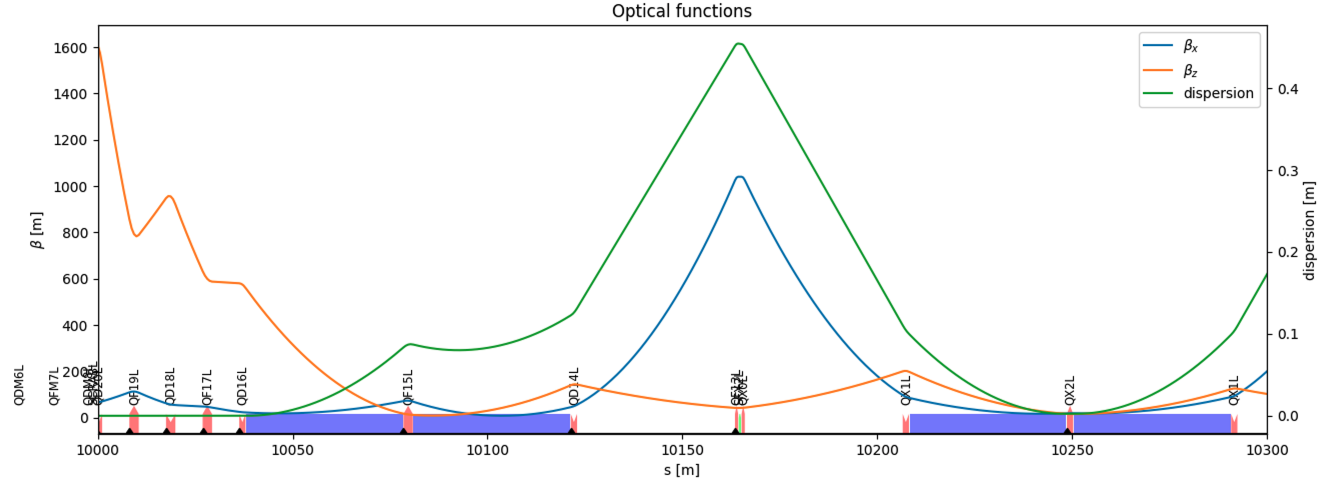 Optical functions
1600
1400
1200
1000
800
600
400
200
0
β [m]
0.4
0.3
0.2
0.1
0.0
dispersion [m]
βx
βz
dispersion
QDM6L
QFM7L
QF19L
QD18L
QF17L
QD16L
QF15L
QD14L
QX1L
QX2L
QX1L
10000
10050
10100
10150
10200
10250
10300
s [m]